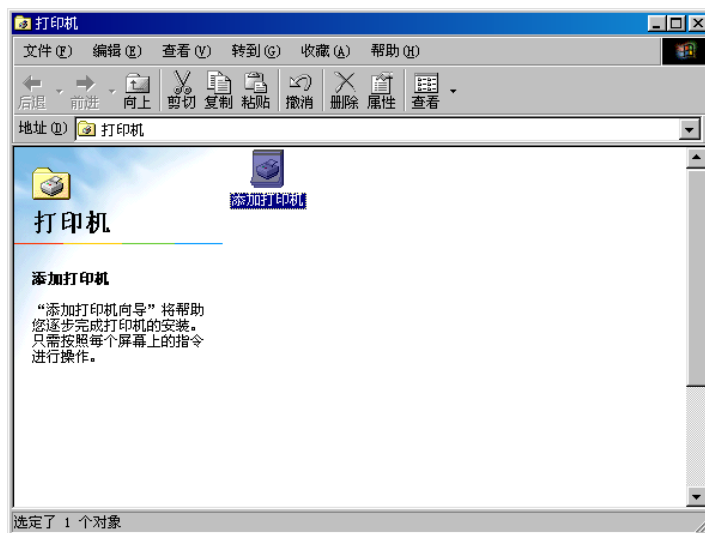 打印机
文件(F) 编辑(E) 查看(V) 转到(G) 收藏(A) 帮助(H)
后退 前进 向上 剪切 复制 粘贴 撤消 删除 属性 查看
地址(D) 打印机
添加打印机
打印机
添加打印机
“添加打印机向导”将帮助
您逐步完成打印机的安装。
只需按照每个屏幕上的指令
进行操作。
选定了 1 个对象